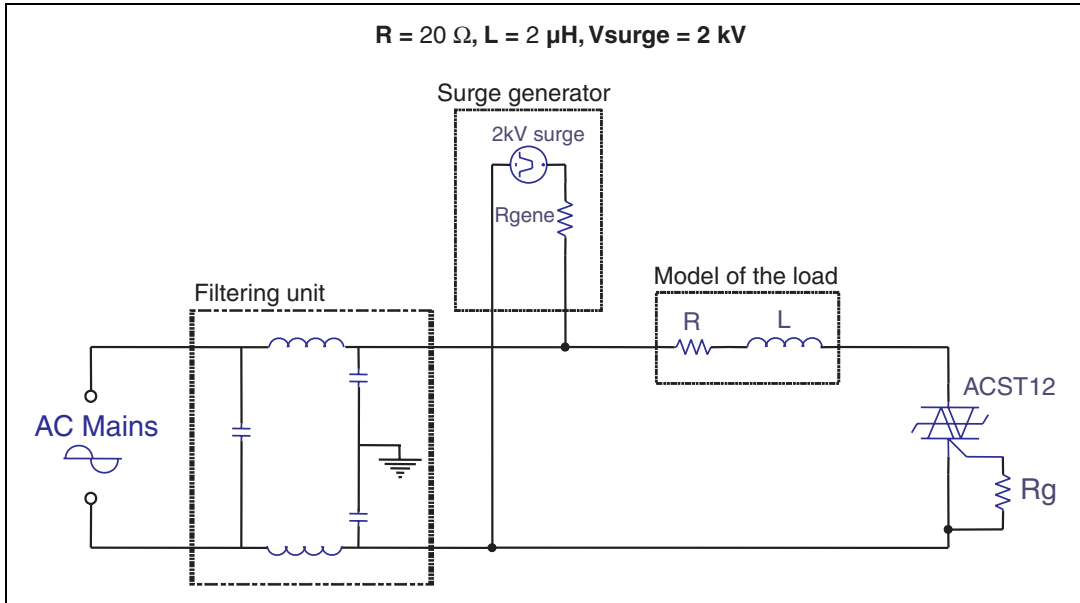 R = 20 Ω, L = 2 µH, Vsurge = 2 kV
Surge generator
2kV surge
Rgene
Model of the load
Filtering unit
R
L
ACST12
AC Mains
Rg